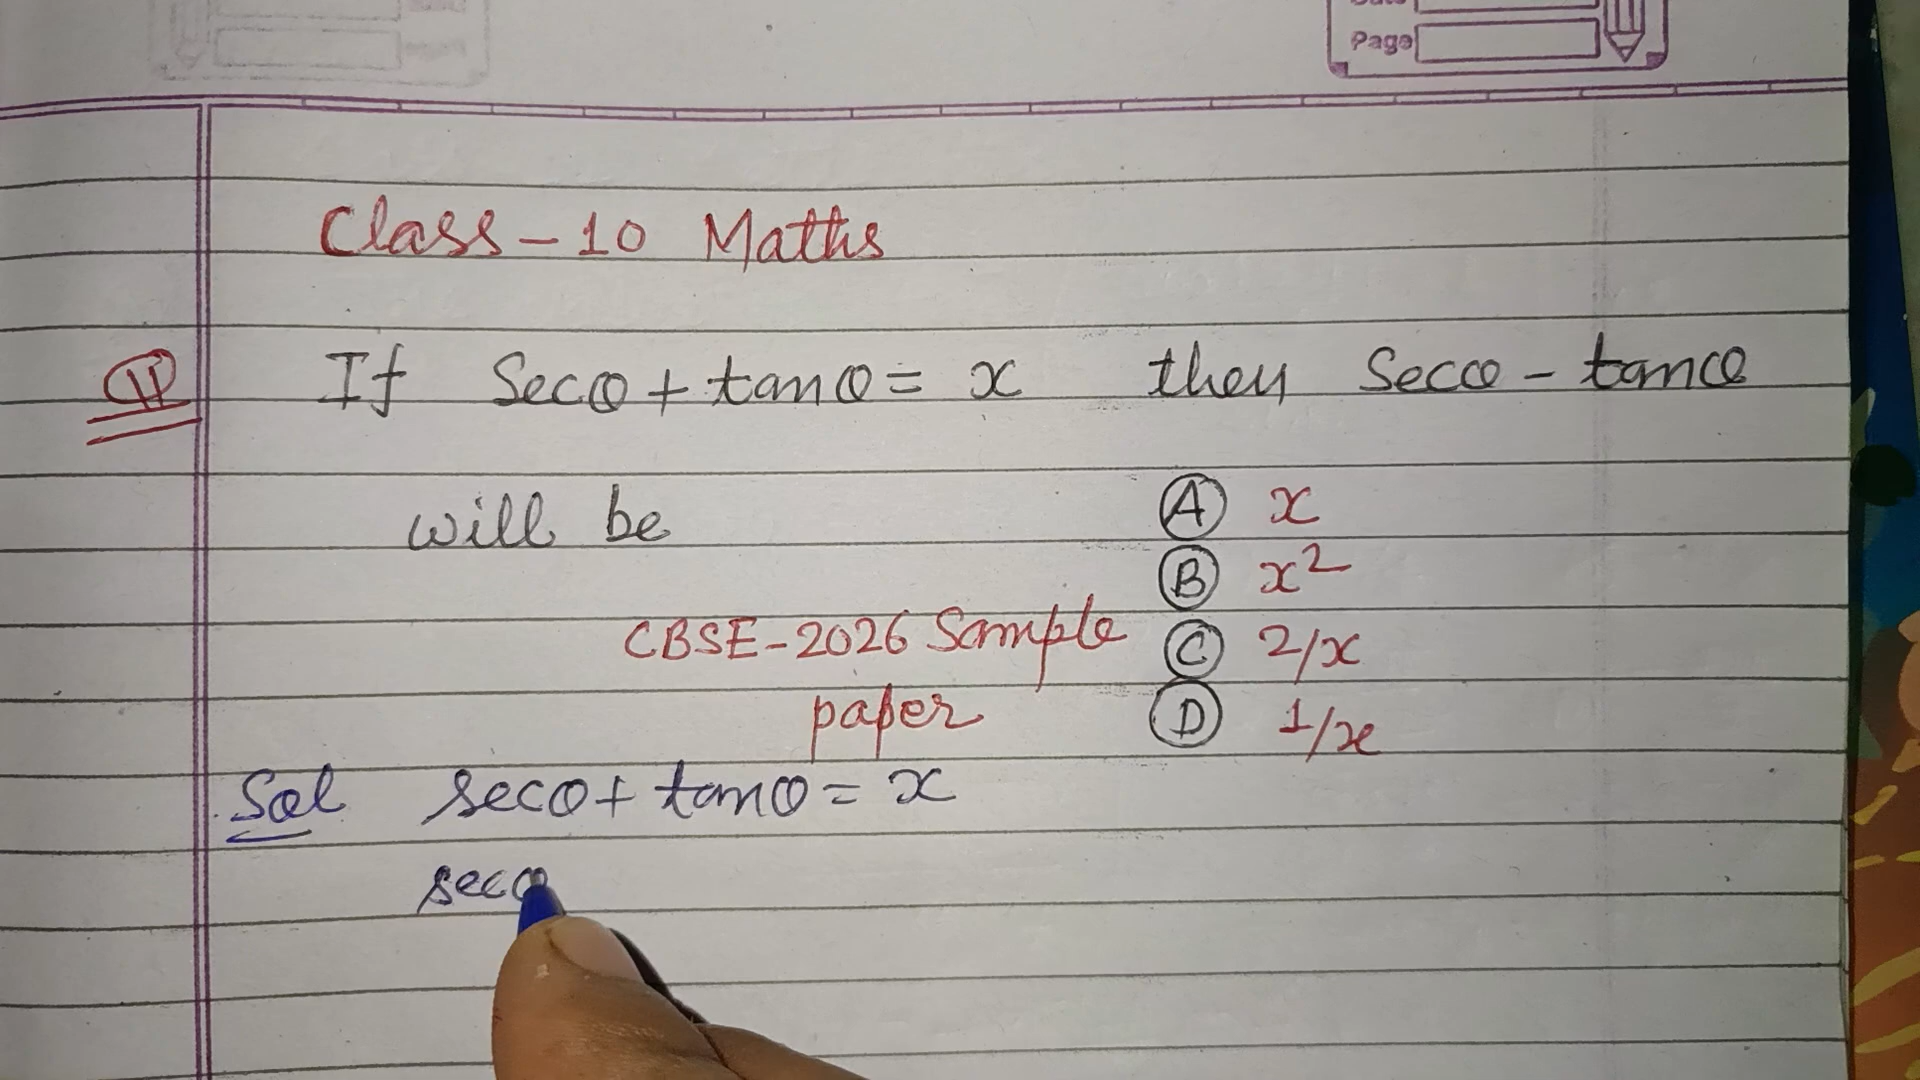 Page
Class - 10 Maths
If Secθ + tanθ = x then Secθ - tanθ
will be
(A) x
(B) x²
(C) 2/x
(D) 1/x
CBSE-2026 Sample
paper
Sol secθ + tanθ = x
secθ